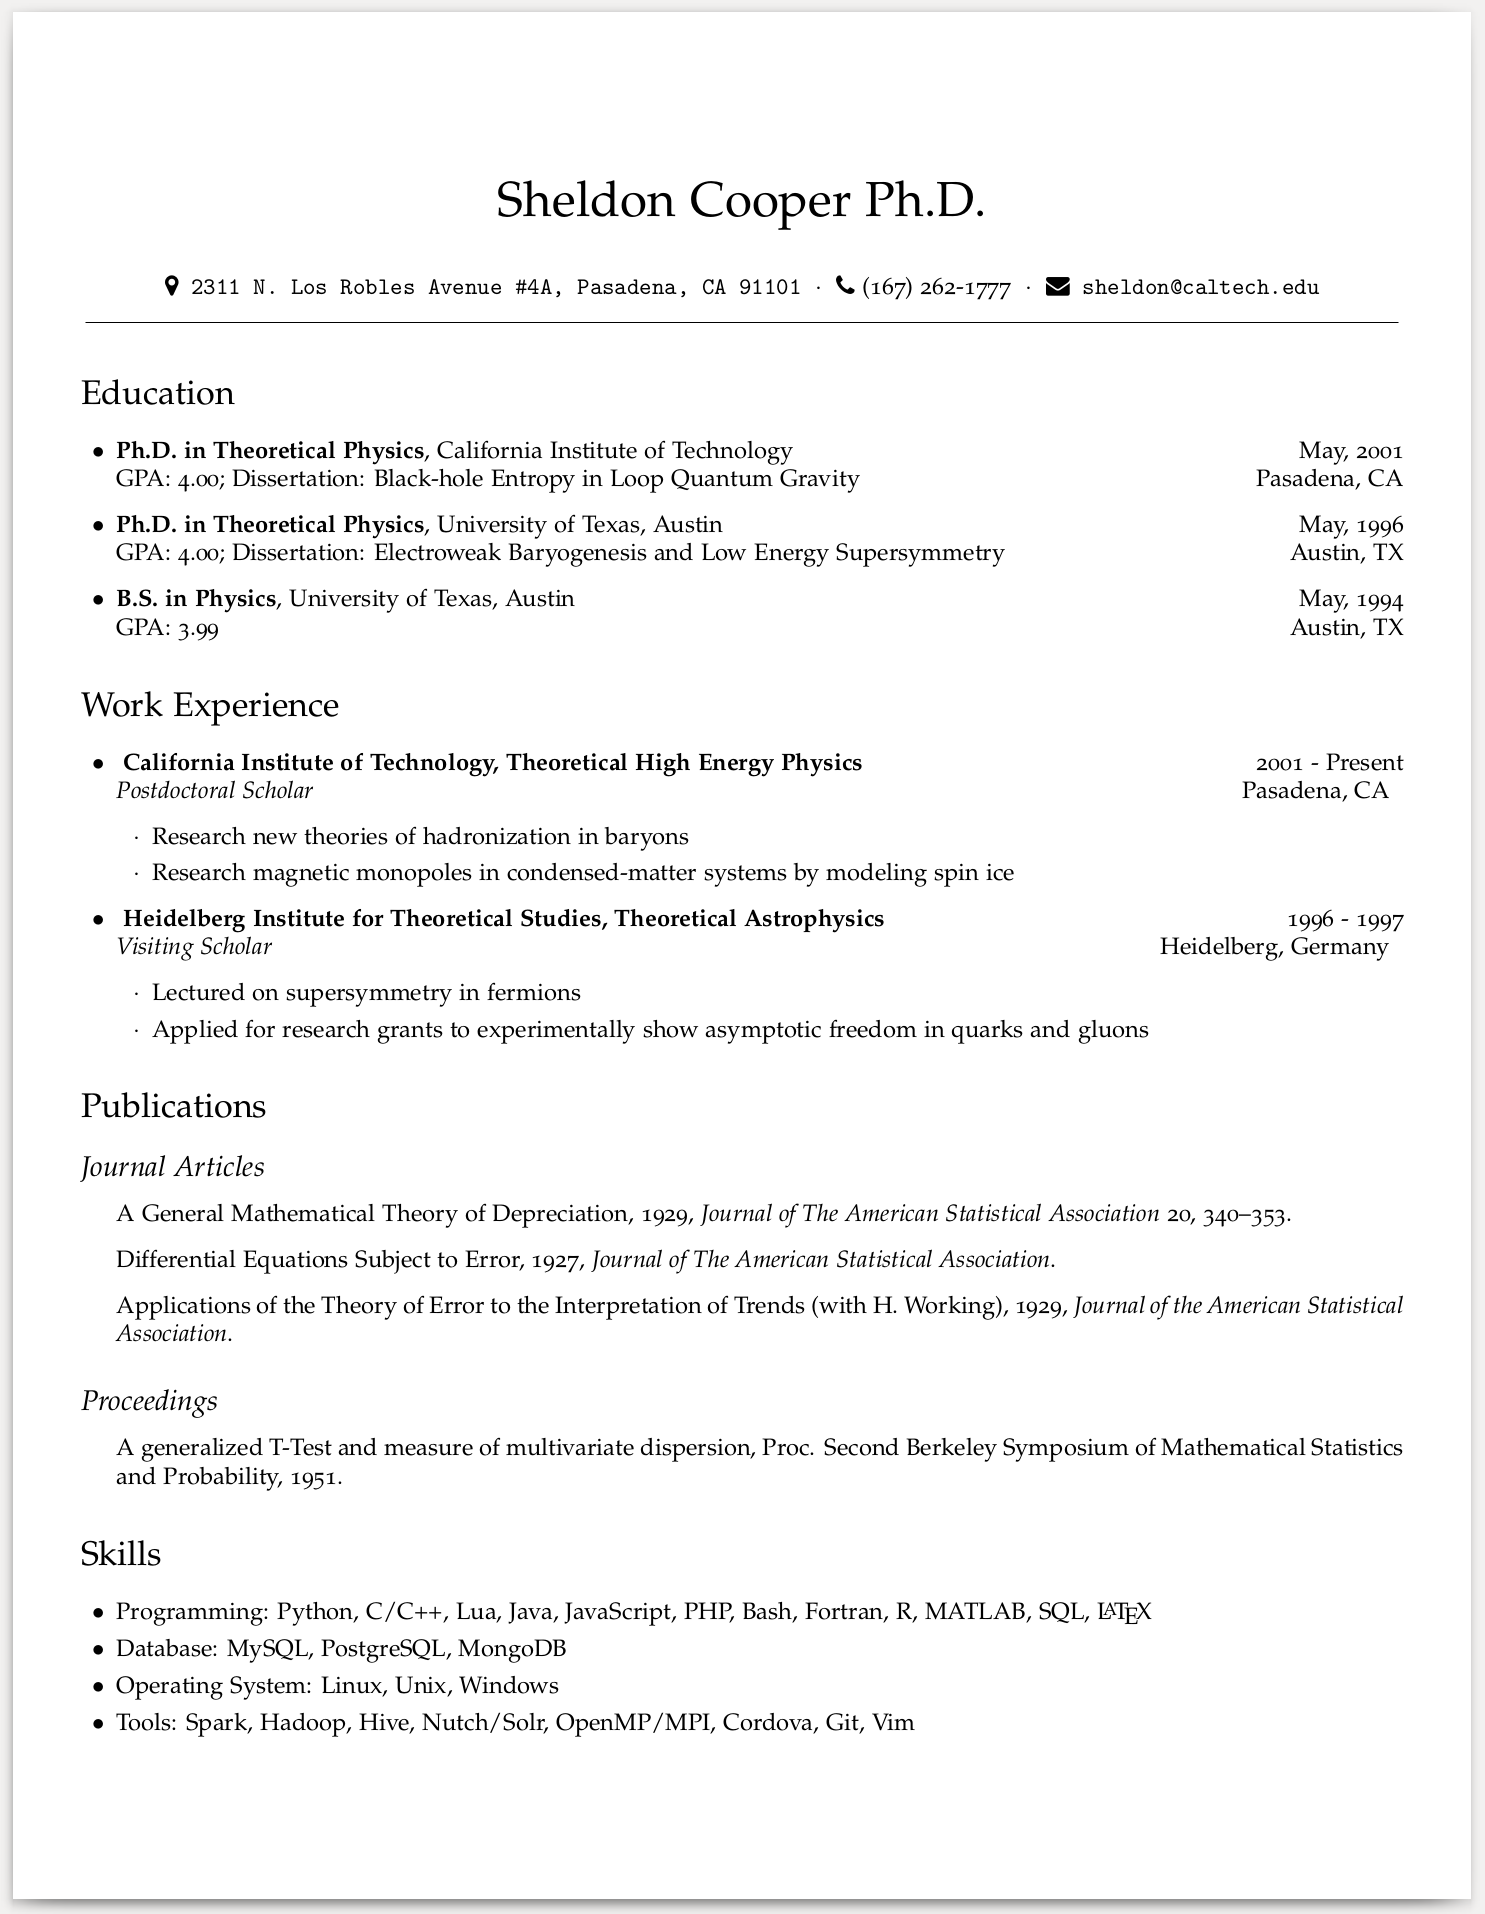 Sheldon Cooper Ph.D.
2311 N. Los Robles Avenue #4A, Pasadena, CA 91101 · (167) 262-1777 · sheldon@caltech.edu
Education
• Ph.D. in Theoretical Physics, California Institute of Technology May, 2001
GPA: 4.00; Dissertation: Black-hole Entropy in Loop Quantum Gravity Pasadena, CA
• Ph.D. in Theoretical Physics, University of Texas, Austin May, 1996
GPA: 4.00; Dissertation: Electroweak Baryogenesis and Low Energy Supersymmetry Austin, TX
• B.S. in Physics, University of Texas, Austin May, 1994
GPA: 3.99 Austin, TX
Work Experience
• California Institute of Technology, Theoretical High Energy Physics 2001 - Present
Postdoctoral Scholar Pasadena, CA
· Research new theories of hadronization in baryons
· Research magnetic monopoles in condensed-matter systems by modeling spin ice
• Heidelberg Institute for Theoretical Studies, Theoretical Astrophysics 1996 - 1997
Visiting Scholar Heidelberg, Germany
· Lectured on supersymmetry in fermions
· Applied for research grants to experimentally show asymptotic freedom in quarks and gluons
Publications
Journal Articles
A General Mathematical Theory of Depreciation, 1929, Journal of The American Statistical Association 20, 340–353.
Differential Equations Subject to Error, 1927, Journal of The American Statistical Association.
Applications of the Theory of Error to the Interpretation of Trends (with H. Working), 1929, Journal of the American Statistical
Association.
Proceedings
A generalized T-Test and measure of multivariate dispersion, Proc. Second Berkeley Symposium of Mathematical Statistics
and Probability, 1951.
Skills
• Programming: Python, C/C++, Lua, Java, JavaScript, PHP, Bash, Fortran, R, MATLAB, SQL, LATEX
• Database: MySQL, PostgreSQL, MongoDB
• Operating System: Linux, Unix, Windows
• Tools: Spark, Hadoop, Hive, Nutch/Solr, OpenMP/MPI, Cordova, Git, Vim